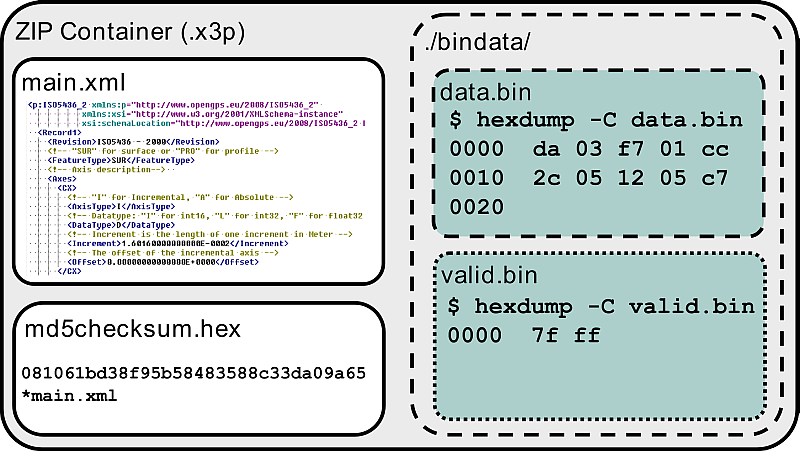 ZIP Container (.x3p)
main.xml
<p:ISO5436_2 xmlns:p="http://www.opengps.eu/2008/ISO5436_2"
xmlns:xsi="http://www.w3.org/2001/XMLSchema-instance"
xsi:schemaLocation="http://www.opengps.eu/2008/ISO5436_2
<Record1>
<Revision>ISO5436 - 2000</Revision>
<!-- "SUR" for surface or "PRO" for profile -->
<FeatureType>SUR</FeatureType>
<!-- Axis description-->
<Axes>
<CX>
<!-- "I" for Incremental, "A" for Absolute -->
<AxisType>I</AxisType>
<!-- Datatype: "I" for int16, "L" for int32, "F" for float32
<DataType>D</DataType>
<!-- Increment is the length of one increment in Meter -->
<Increment>1.60160000000000E-0002</Increment>
<!-- The offset of the incremental axis -->
<Offset>0.00000000000000E+0000</Offset>
</CX>
md5checksum.hex
081061bd38f95b58483588c33da09a65
*main.xml
./bindata/
data.bin
$ hexdump -C data.bin
0000 da 03 f7 01 cc
0010 2c 05 12 05 c7
0020
valid.bin
$ hexdump -C valid.bin
0000 7f ff